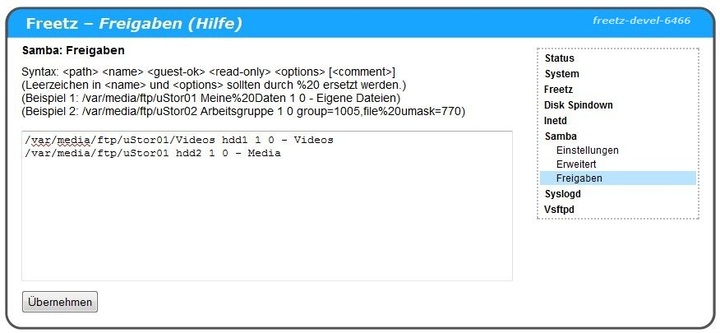 Freetz – Freigaben (Hilfe)
freetz-devel-6466
Samba: Freigaben
Syntax: <path> <name> <guest-ok> <read-only> <options> [<comment>]
(Leerzeichen in <name> und <options> sollten durch %20 ersetzt werden.)
(Beispiel 1: /var/media/ftp/uStor01 Meine%20Daten 1 0 - Eigene Dateien)
(Beispiel 2: /var/media/ftp/uStor02 Arbeitsgruppe 1 0 group=1005,file%20umask=770)
/var/media/ftp/uStor01/Videos hdd1 1 0 - Videos
/var/media/ftp/uStor01 hdd2 1 0 - Media
Übernehmen
Status
System
Freetz
Disk Spindown
Inetd
Samba
Einstellungen
Erweitert
Freigaben
Syslogd
Vsftpd